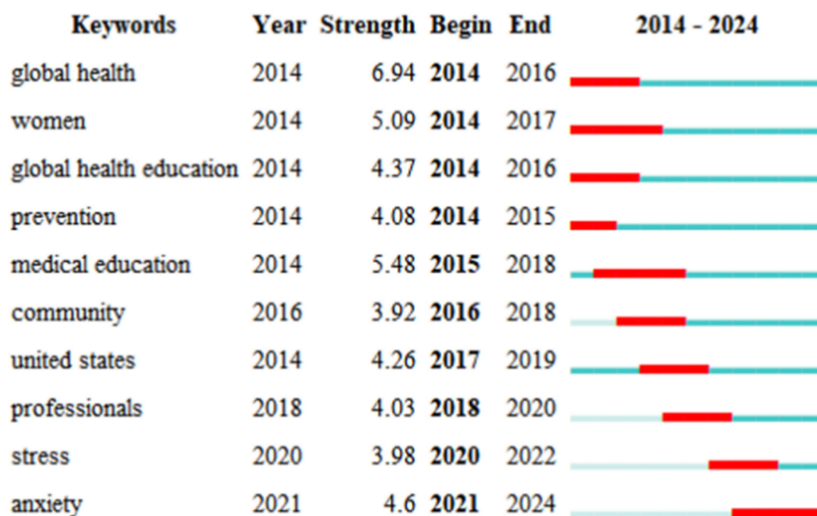 Keywords Year Strength Begin End 2014 - 2024
global health 2014 6.94 2014 2016
women 2014 5.09 2014 2017
global health education 2014 4.37 2014 2016
prevention 2014 4.08 2014 2015
medical education 2014 5.48 2015 2018
community 2016 3.92 2016 2018
united states 2014 4.26 2017 2019
professionals 2018 4.03 2018 2020
stress 2020 3.98 2020 2022
anxiety 2021 4.6 2021 2024